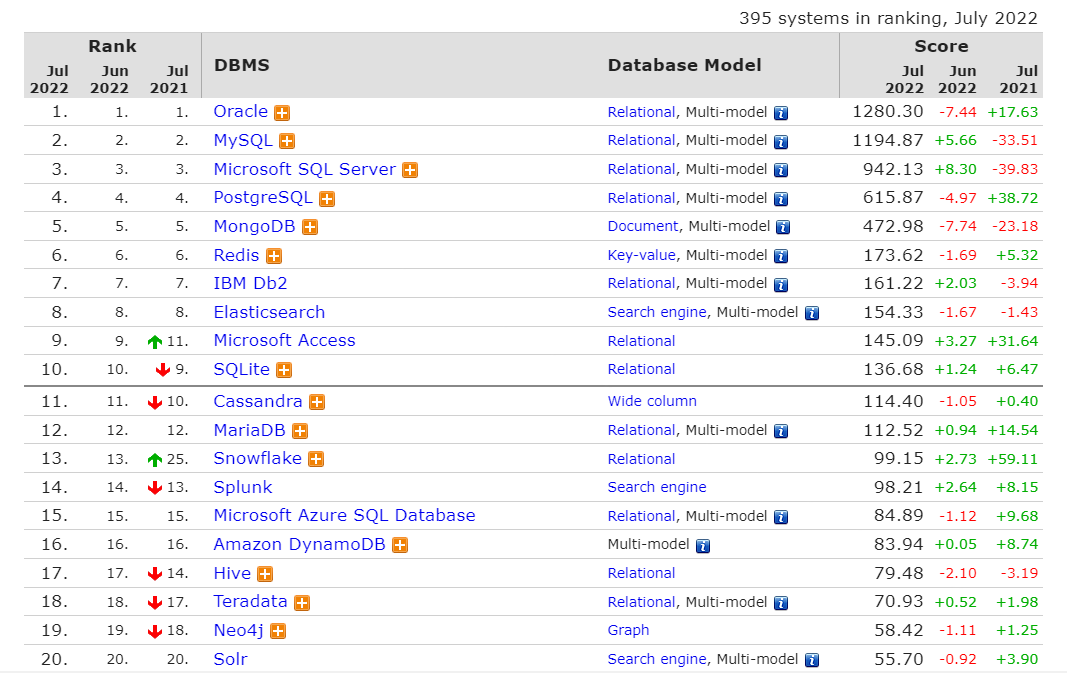 395 systems in ranking, July 2022
Rank DBMS Database Model Score
Jul 2022 Jun 2022 Jul 2021 Jul 2022 Jun 2022 Jul 2021
1. 1. 1. Oracle Relational, Multi-model 1280.30 -7.44 +17.63
2. 2. 2. MySQL Relational, Multi-model 1194.87 +5.66 -33.51
3. 3. 3. Microsoft SQL Server Relational, Multi-model 942.13 +8.30 -39.83
4. 4. 4. PostgreSQL Relational, Multi-model 615.87 -4.97 +38.72
5. 5. 5. MongoDB Document, Multi-model 472.98 -7.74 -23.18
6. 6. 6. Redis Key-value, Multi-model 173.62 -1.69 +5.32
7. 7. 7. IBM Db2 Relational, Multi-model 161.22 +2.03 -3.94
8. 8. 8. Elasticsearch Search engine, Multi-model 154.33 -1.67 -1.43
9. 9. 11. Microsoft Access Relational 145.09 +3.27 +31.64
10. 10. 9. SQLite Relational 136.68 +1.24 +6.47
11. 11. 10. Cassandra Wide column 114.40 -1.05 +0.40
12. 12. 12. MariaDB Relational, Multi-model 112.52 +0.94 +14.54
13. 13. 25. Snowflake Relational 99.15 +2.73 +59.11
14. 14. 13. Splunk Search engine 98.21 +2.64 +8.15
15. 15. 15. Microsoft Azure SQL Database Relational, Multi-model 84.89 -1.12 +9.68
16. 16. 16. Amazon DynamoDB Multi-model 83.94 +0.05 +8.74
17. 17. 14. Hive Relational 79.48 -2.10 -3.19
18. 18. 17. Teradata Relational, Multi-model 70.93 +0.52 +1.98
19. 19. 18. Neo4j Graph 58.42 -1.11 +1.25
20. 20. 20. Solr Search engine, Multi-model 55.70 -0.92 +3.90